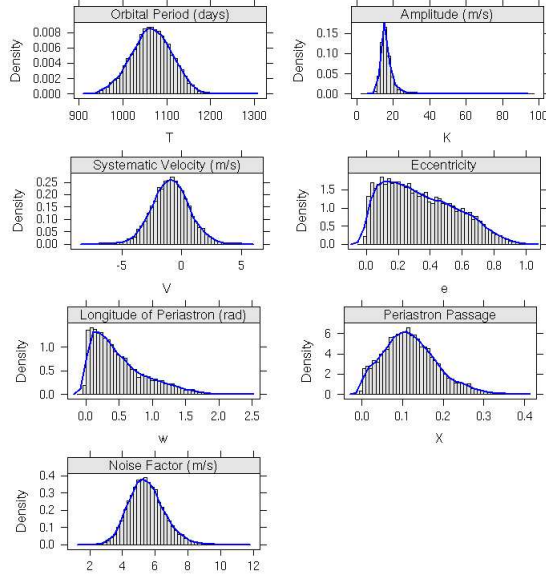 Orbital Period (days)
Density
0.008
0.006
0.004
0.002
0.000
900 1000 1100 1200 1300
T
Amplitude (m/s)
Density
0.15
0.10
0.05
0.00
0 20 40 60 80 100
K
Systematic Velocity (m/s)
Density
0.25
0.20
0.15
0.10
0.05
0.00
-5 0 5
V
Eccentricity
Density
1.5
1.0
0.5
0.0
0.0 0.2 0.4 0.6 0.8 1.0
e
Longitude of Periastron (rad)
Density
1.0
0.5
0.0
0.0 0.5 1.0 1.5 2.0 2.5
w
Periastron Passage
Density
6
4
2
0
0.0 0.1 0.2 0.3 0.4
X
Noise Factor (m/s)
Density
0.4
0.3
0.2
0.1
0.0
2 4 6 8 10 12